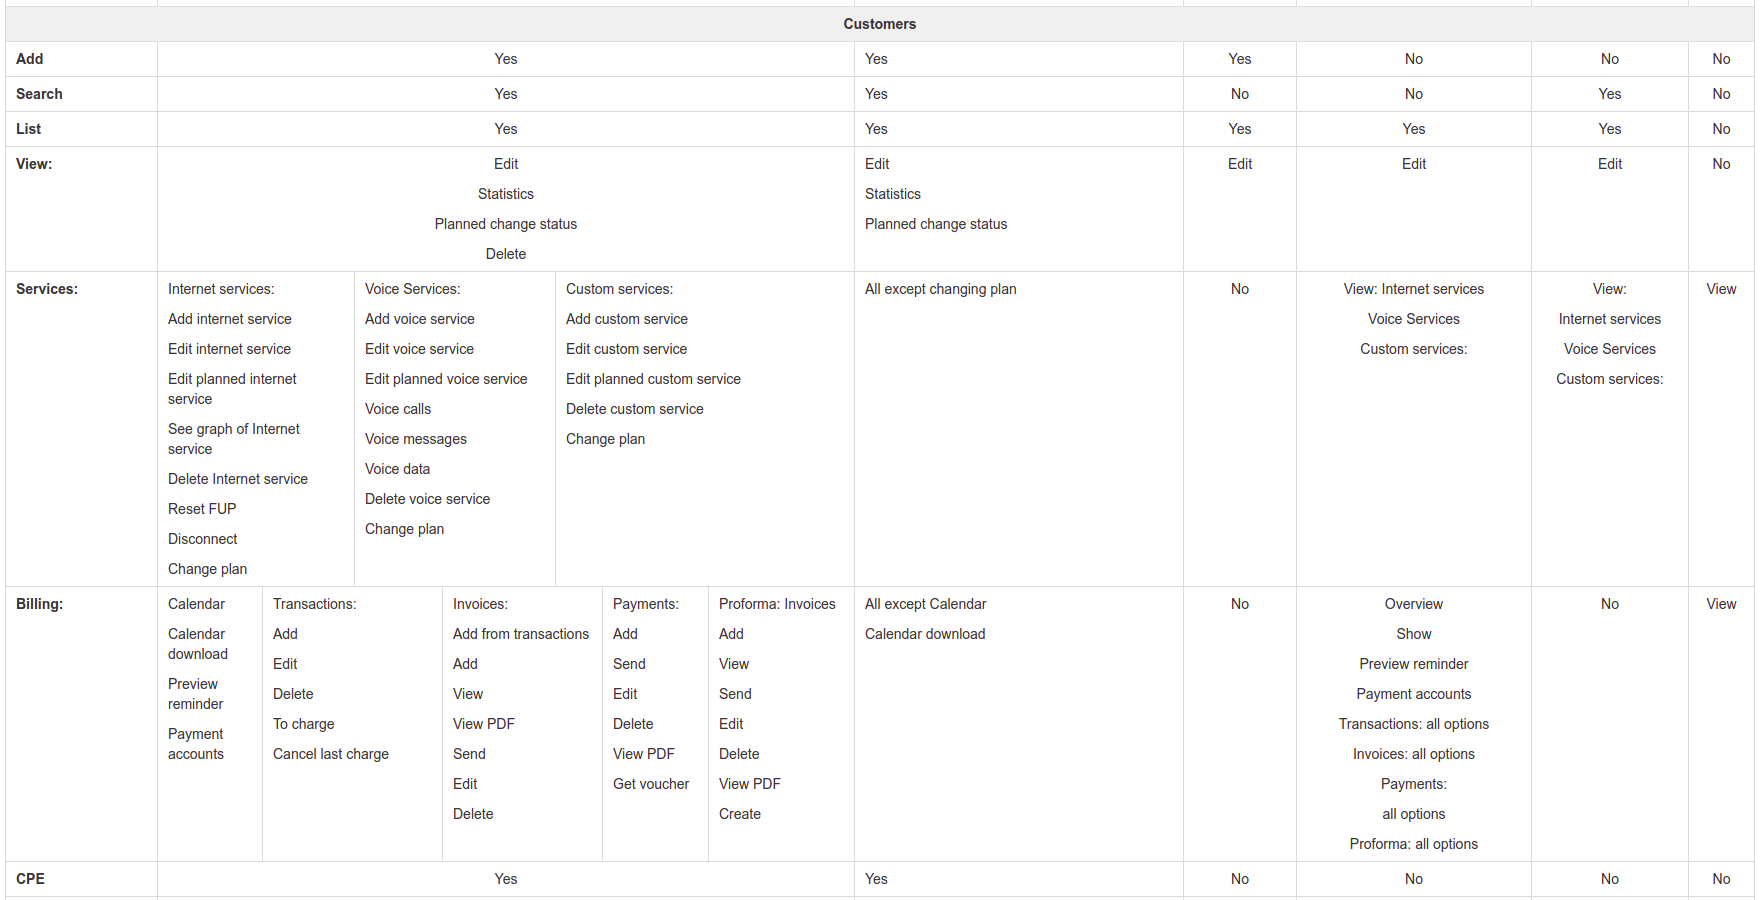 Customers
Add Yes Yes Yes No No No
Search Yes Yes No No Yes No
List Yes Yes Yes Yes Yes No
View: Edit Edit Edit Edit Edit No
Statistics Statistics
Planned change status Planned change status
Delete
Services: Internet services: Voice Services: Custom services: All except changing plan No View: Internet services View: View
Add internet service Add voice service Add custom service Voice Services Internet services
Edit internet service Edit voice service Edit custom service Custom services: Voice Services
Edit planned internet Edit planned voice service Edit planned custom service Custom services:
service
Voice calls Delete custom service
See graph of Internet
Voice messages Change plan
service
Voice data
Delete Internet service
Delete voice service
Reset FUP
Change plan
Disconnect
Change plan
Billing: Calendar Transactions: Invoices: Payments: Proforma: Invoices All except Calendar No Overview No View
Calendar Add Add from transactions Add Add Calendar download Show
download
Edit Add Send View Preview reminder
Preview Delete View Edit Send Payment accounts
reminder
To charge View PDF Delete Edit Transactions: all options
Payment
accounts Cancel last charge Send View PDF Delete Invoices: all options
Edit Get voucher View PDF Payments:
Delete Create all options
Proforma: all options
CPE Yes Yes No No No No